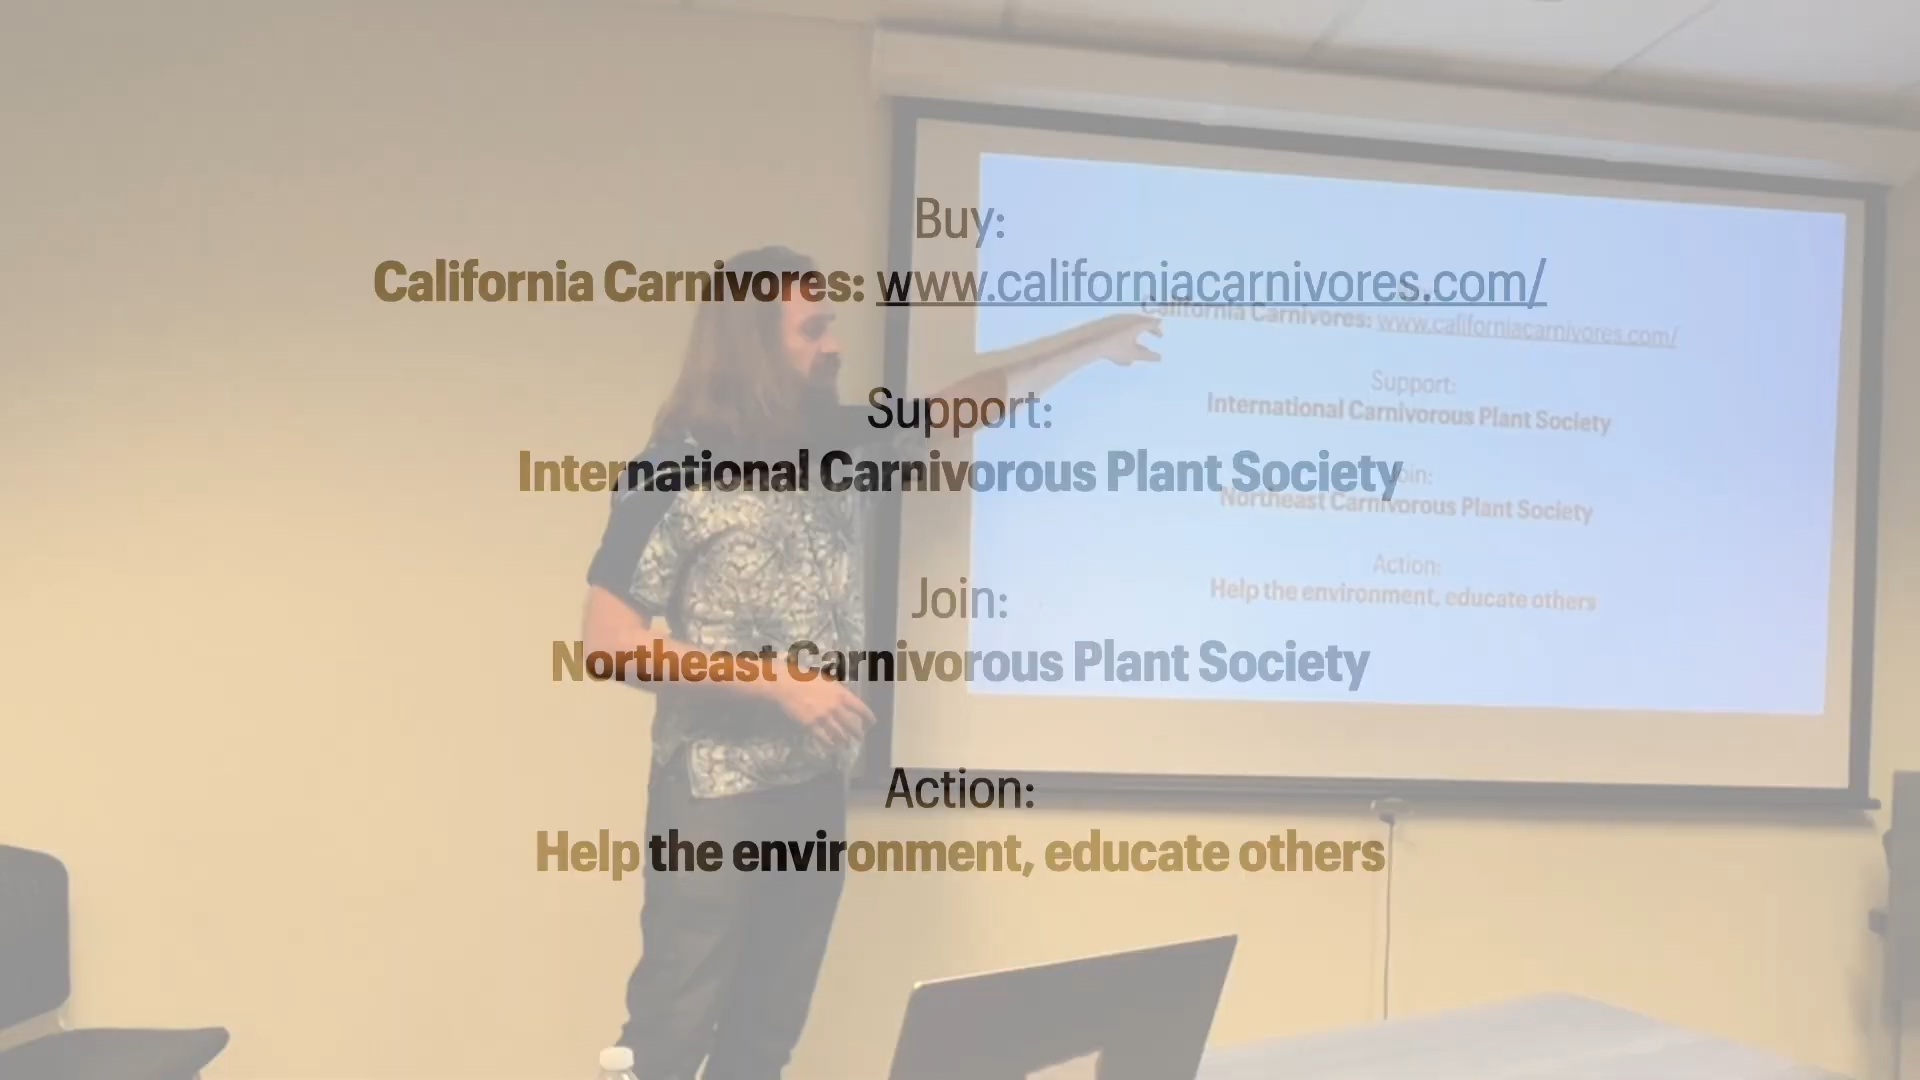 Buy:
California Carnivores: www.californiacarnivores.com/
Support:
International Carnivorous Plant Society
Join:
Northeast Carnivorous Plant Society
Action:
Help the environment, educate others
California Carnivores: www.californiacarnivores.com/
Support:
International Carnivorous Plant Society
Join:
Northeast Carnivorous Plant Society
Action:
Help the environment, educate others